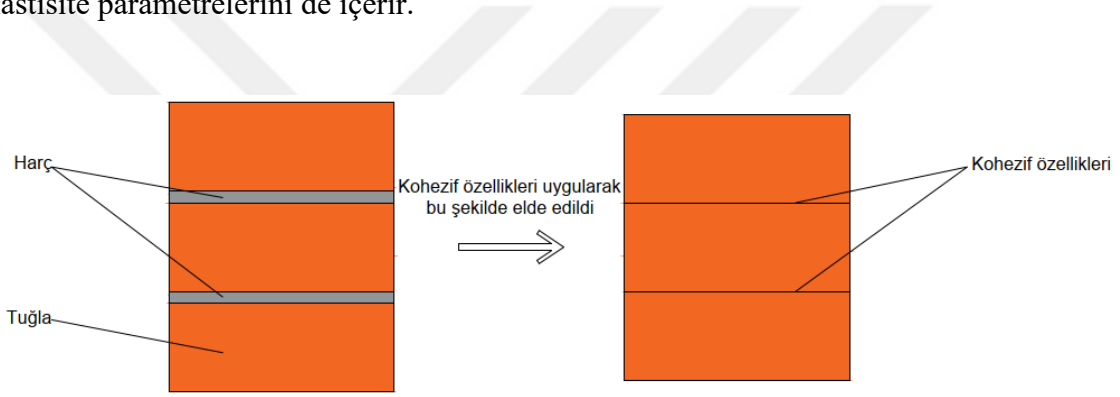 astisite parametrelerini de içerir.
Harç
Kohezif özellikleri uygularak
bu şekilde elde edildi
Kohezif özellikleri
Tuğla